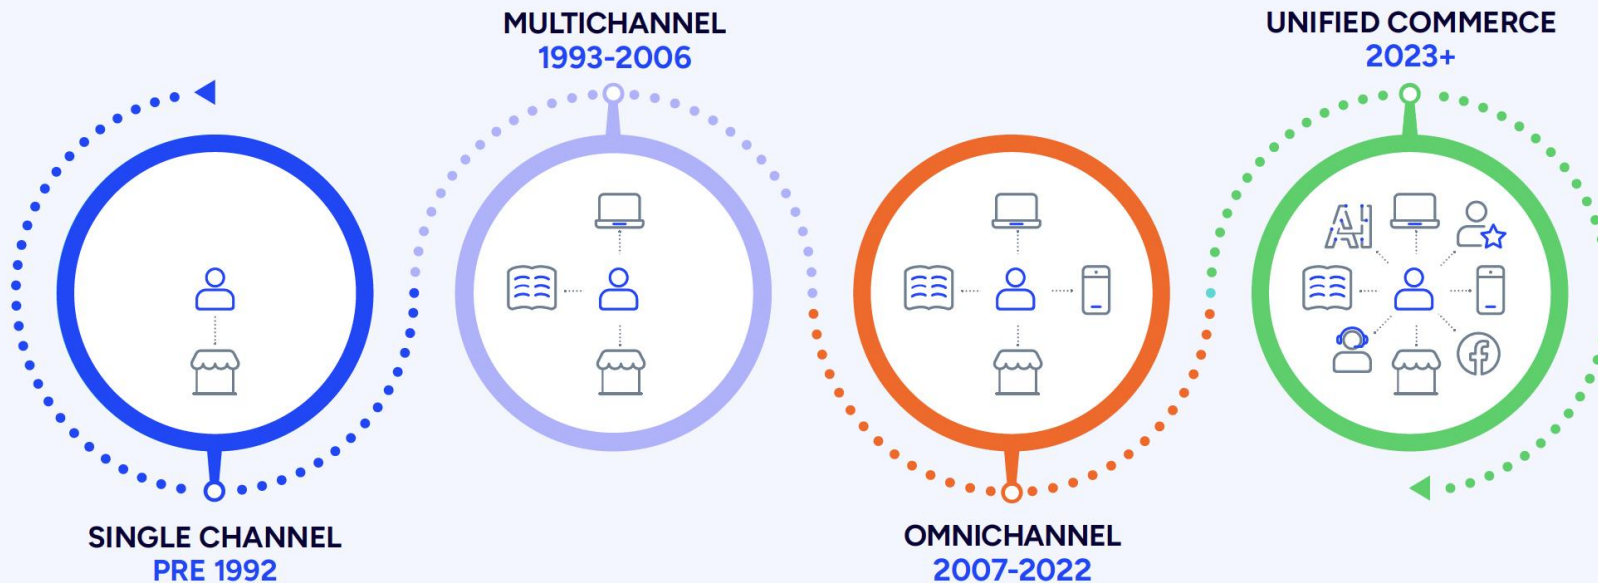 SINGLE CHANNEL
PRE 1992
MULTICHANNEL
1993-2006
OMNICHANNEL
2007-2022
UNIFIED COMMERCE
2023+
AI